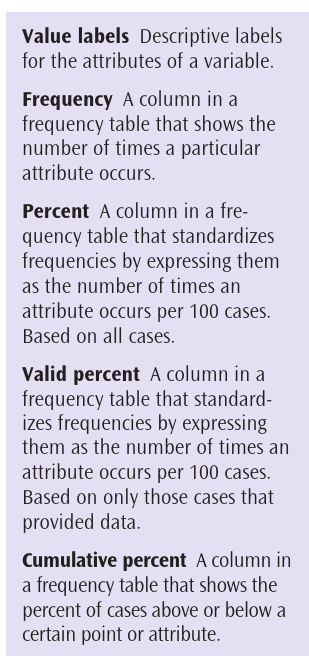 Value labels Descriptive labels
for the attributes of a variable.
Frequency A column in a
frequency table that shows the
number of times a particular
attribute occurs.
Percent A column in a fre-
quency table that standardizes
frequencies by expressing them
as the number of times an
attribute occurs per 100 cases.
Based on all cases.
Valid percent A column in a
frequency table that standard-
izes frequencies by expressing
them as the number of times an
attribute occurs per 100 cases.
Based on only those cases that
provided data.
Cumulative percent A column in
a frequency table that shows the
percent of cases above or below a
certain point or attribute.